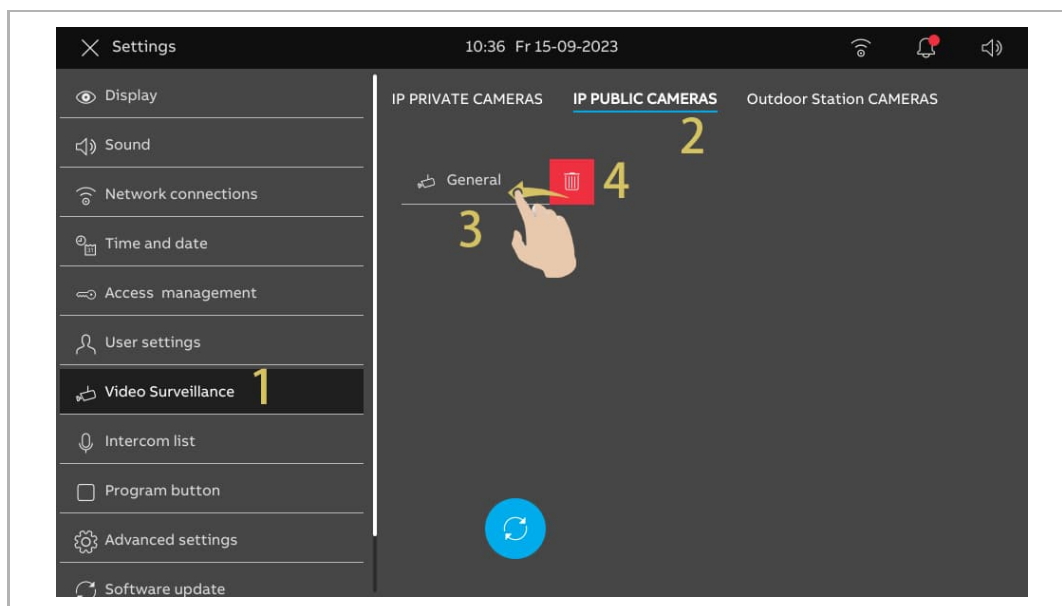 Settings
10:36 Fr 15-09-2023
Display
Sound
Network connections
31
Time and date
Access management
User settings
Video Surveillance
1
Intercom list
Program button
Advanced settings
Software update
IP PRIVATE CAMERAS
IP PUBLIC CAMERAS
Outdoor Station CAMERAS
2
General
4
3